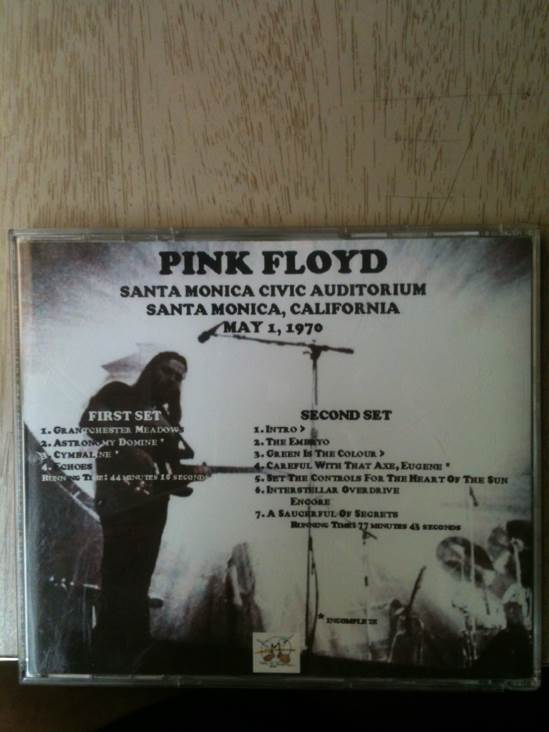 PINK FLOYD
SANTA MONICA CIVIC AUDITORIUM
SANTA MONICA, CALIFORNIA
MAY 1, 1970
FIRST SET
1. GRANTCHESTER MEADOWS
2. ASTRONOMY DOMINE *
3. CYMBALINE *
4. ECHOES
RUNNING TIME: 44 MINUTES 18 SECONDS
SECOND SET
1. INTRO >
2. THE EMBRYO
3. GREEN IS THE COLOUR >
4. CAREFUL WITH THAT AXE, EUGENE *
5. SET THE CONTROLS FOR THE HEART OF THE SUN
6. INTERSTELLAR OVERDRIVE
ENCORE
7. A SAUCERFUL OF SECRETS
RUNNING TIME: 77 MINUTES 43 SECONDS
* INCOMPLETE